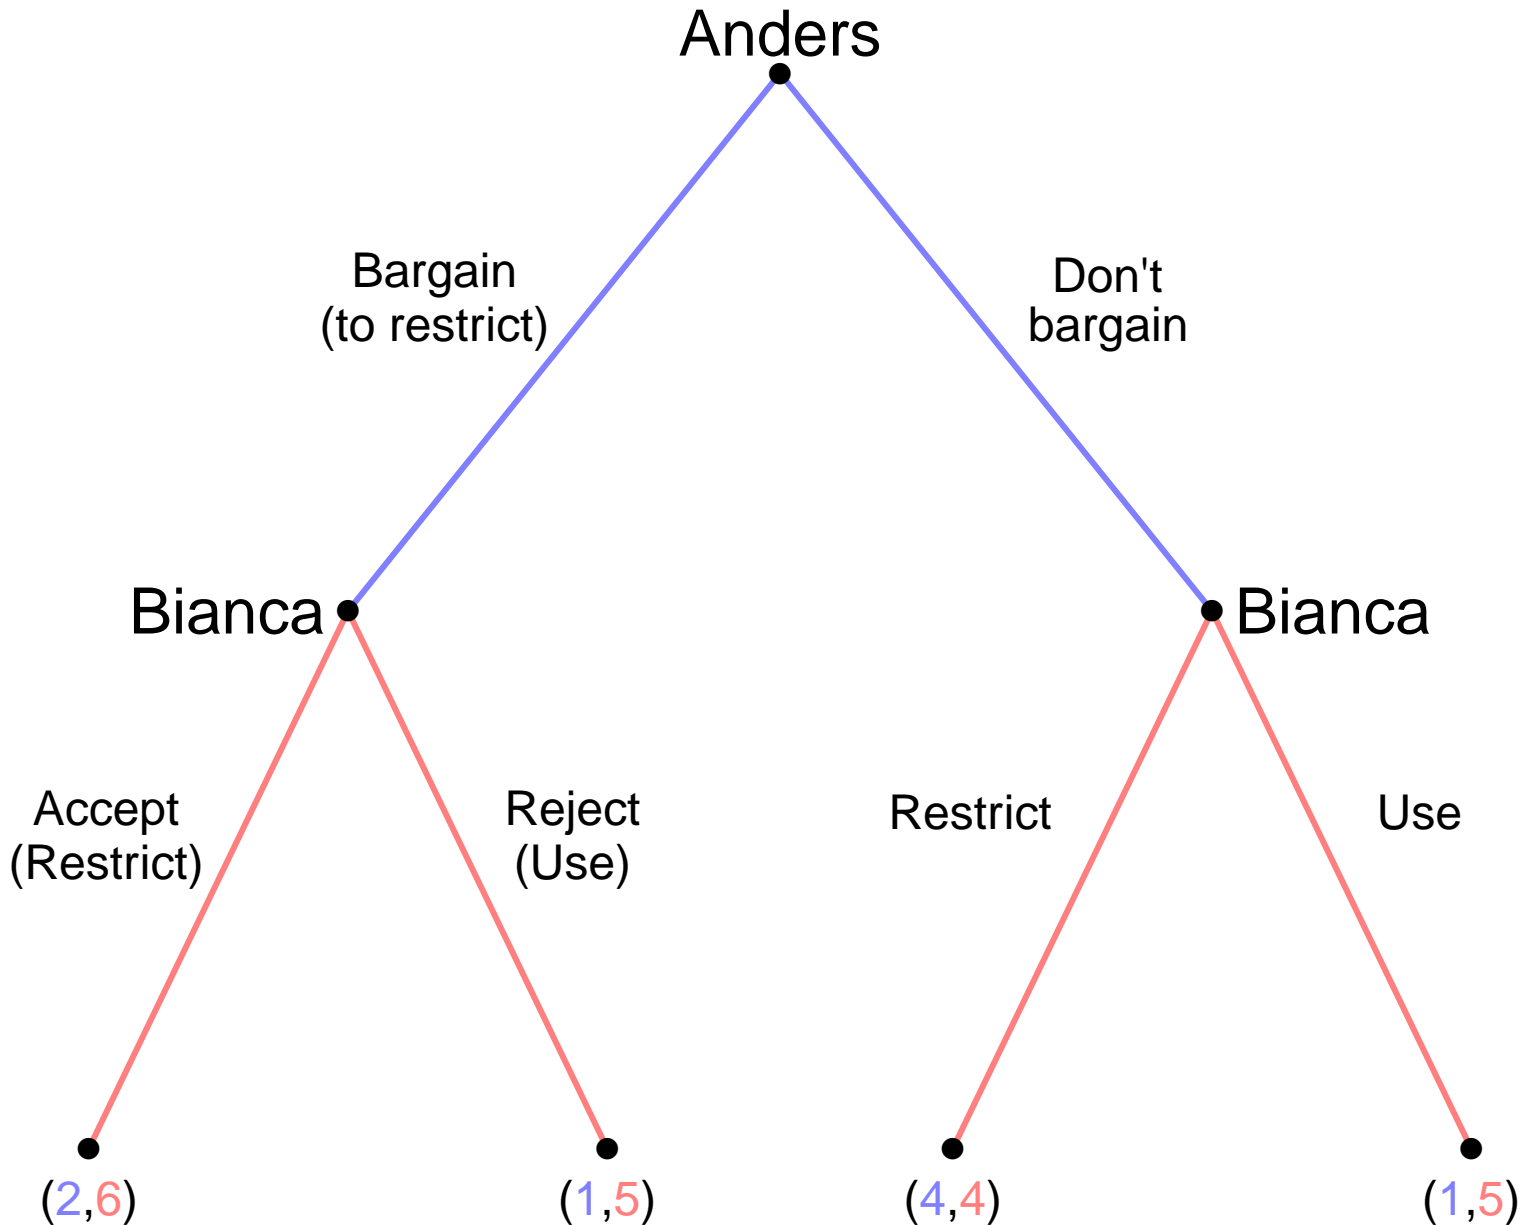 Anders
Bargain
(to restrict)
Don't
bargain
Bianca
Bianca
Accept
(Restrict)
Reject
(Use)
Restrict
Use
(2,6)
(1,5)
(4,4)
(1,5)